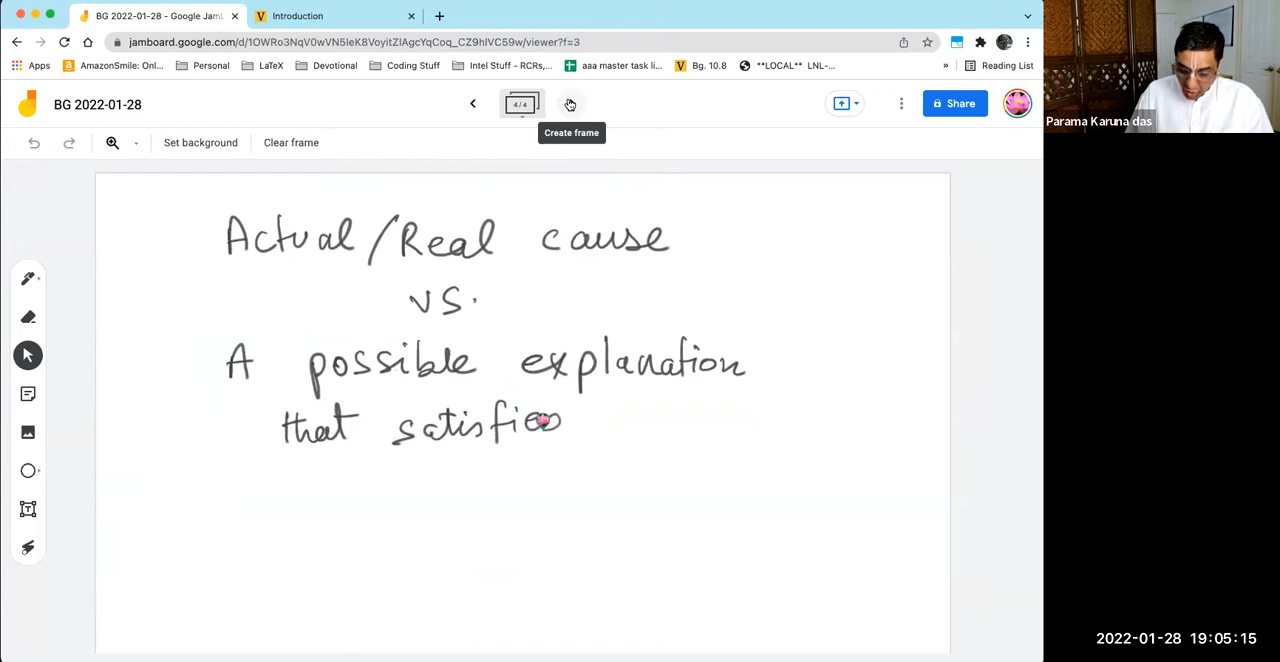 BG 2022-01-28 - Google Jam
Introduction
jamboard.google.com/d/1OWRo3NqV0wVN5leK8VoyitZlAgcYqCoq_CZ9hlVC59w/viewer?f=3
Apps AmazonSmile: Onl... Personal LaTeX Devotional Coding Stuff Intel Stuff - RCRs,... aaa master task li... Bg. 10.8 **LOCAL** LNL-... » Reading List
BG 2022-01-28 4 / 4 Share
Create frame
Set background Clear frame
Parama Karuna das
Actual/Real cause
vs.
A possible explanation
that satisfies
2022-01-28 19:05:15